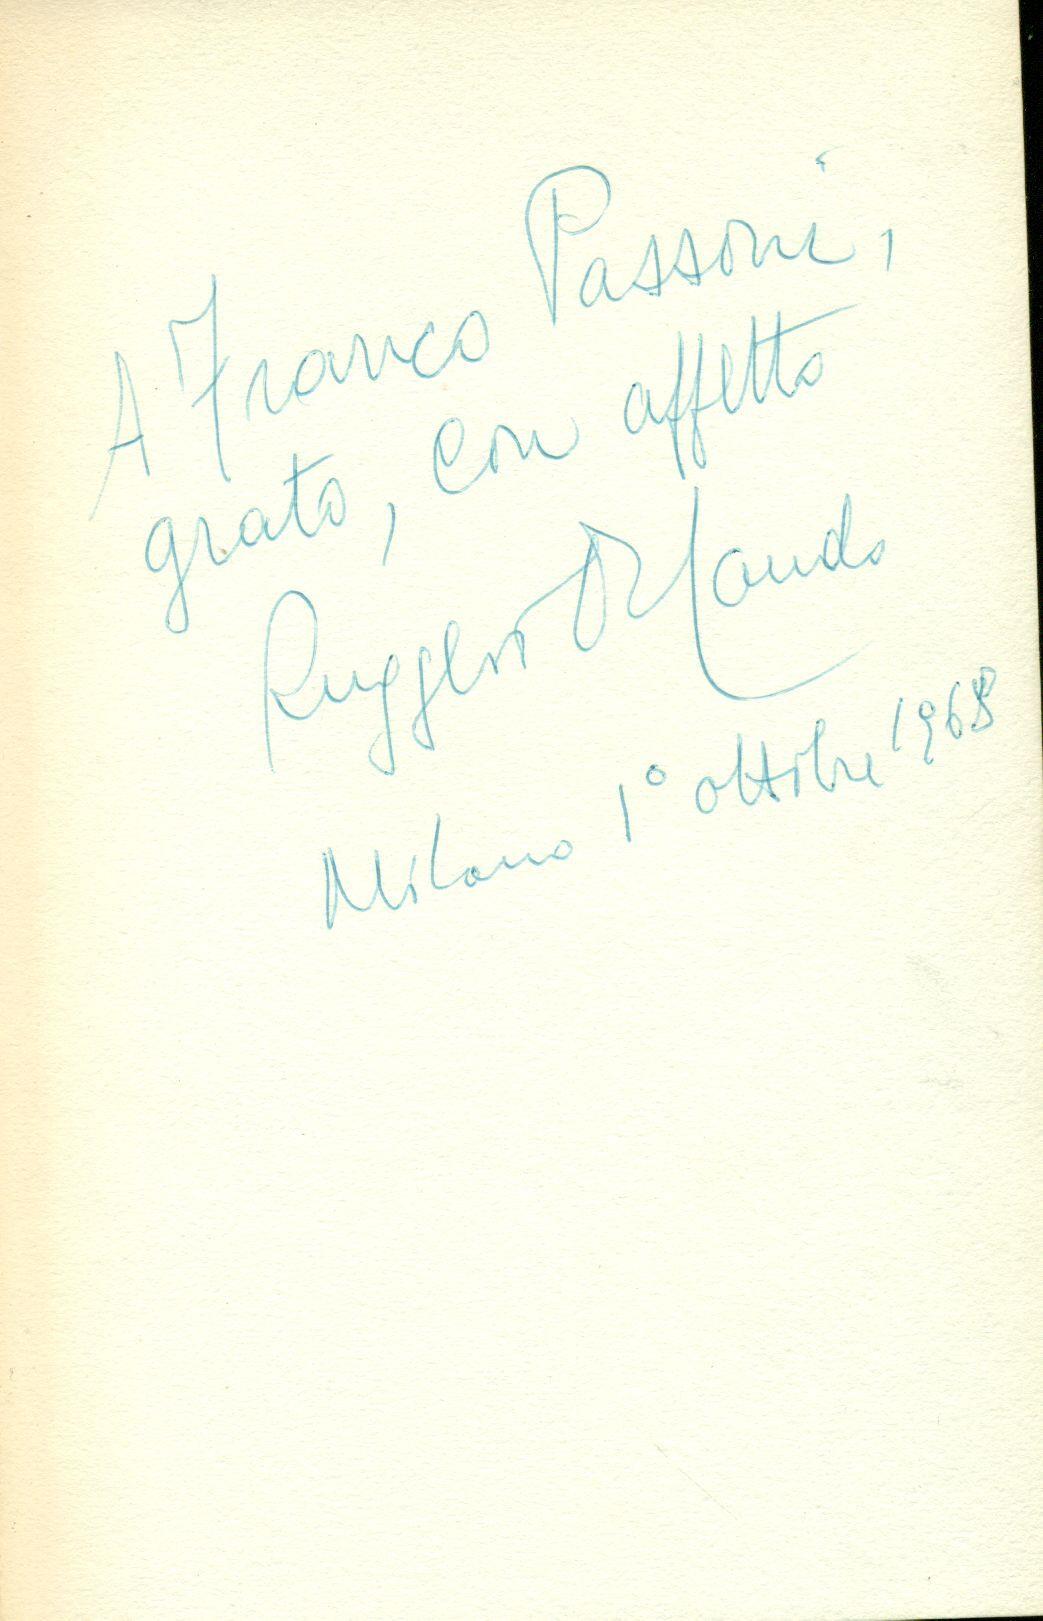 A Franco Passoni,
grato, con affetto
Ruggero Orlando
Milano 1° ottobre 1968